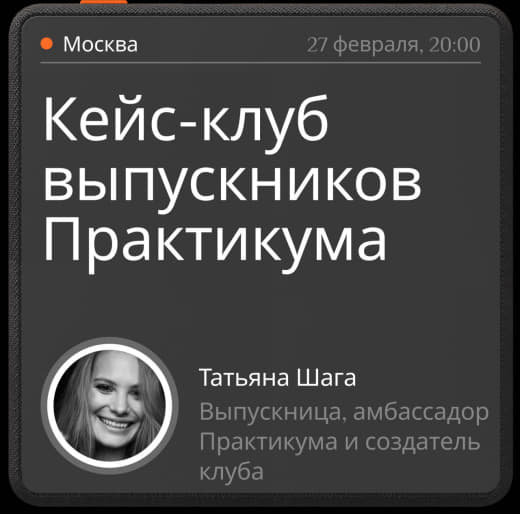 Москва
27 февраля, 20:00
Кейс-клуб
выпускников
Практикума
Татьяна Шага
Выпускница, амбассадор
Практикума и создатель
клуба